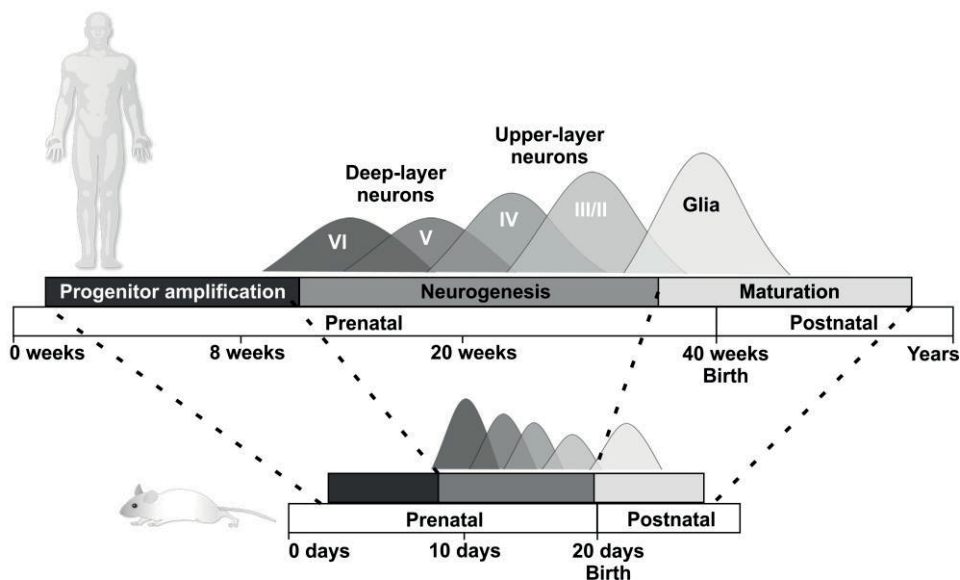 Upper-layer
neurons
Deep-layer
neurons
VI
V
IV
III/II
Glia
Progenitor amplification
Neurogenesis
Maturation
Prenatal
Postnatal
0 weeks
8 weeks
20 weeks
40 weeks
Birth
Years
Prenatal
Postnatal
0 days
10 days
20 days
Birth